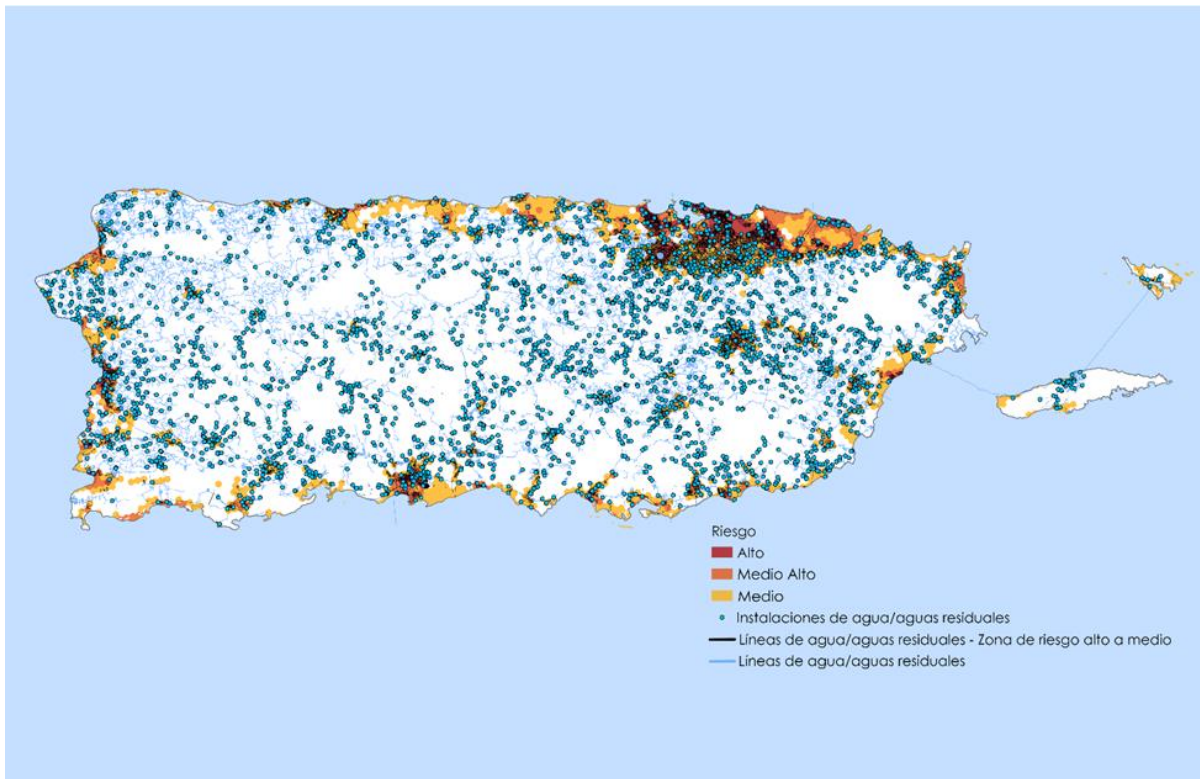 Riesgo
Alto
Medio Alto
Medio
Instalaciones de agua/aguas residuales
Líneas de agua/aguas residuales - Zona de riesgo alto a medio
Líneas de agua/aguas residuales